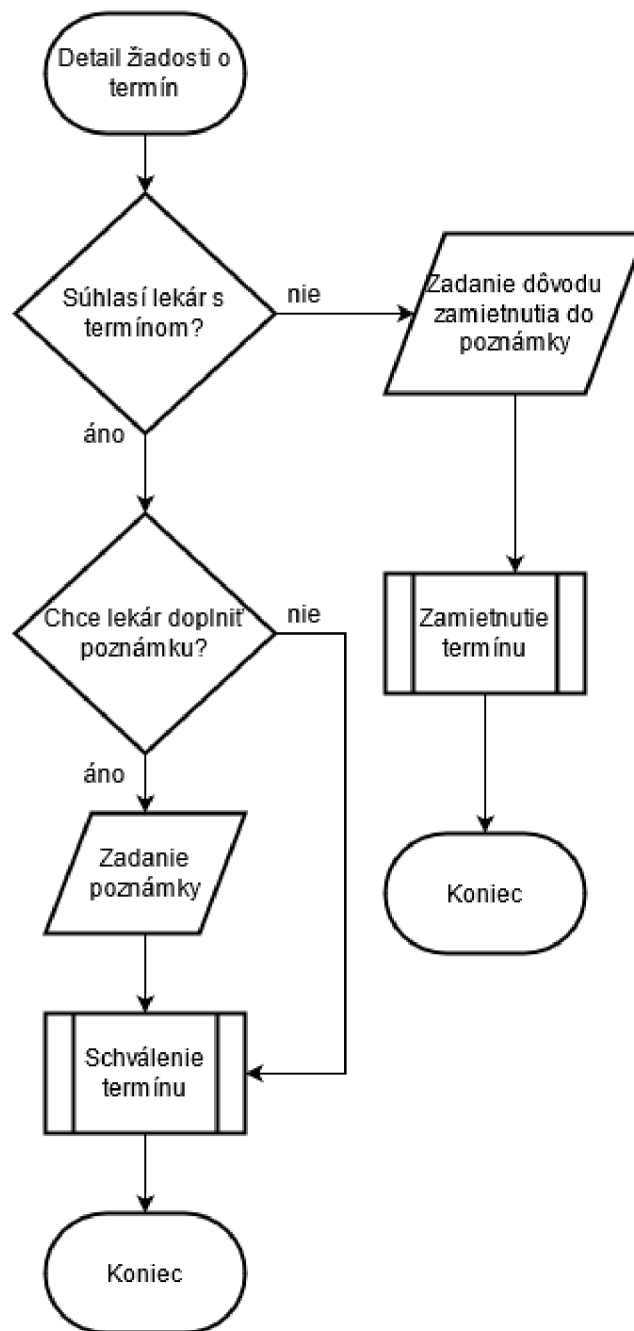 Detail žiadosti o
termín
Súhlasí lekár s
termínom?
nie
Zadanie dôvodu
zamietnutia do
poznámky
áno
Chce lekár doplniť
poznámku?
nie
Zamietnutie
termínu
áno
Zadanie
poznámky
Koniec
Schválenie
termínu
Koniec